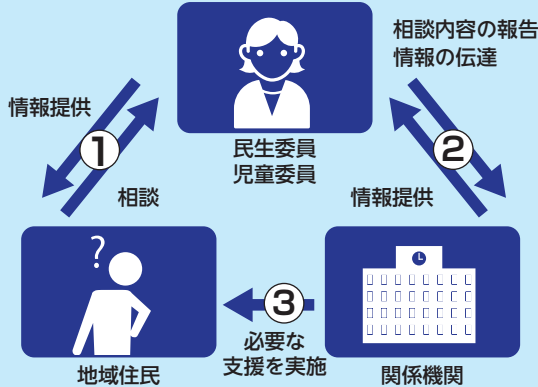 相談内容の報告
情報の伝達
情報提供
①
②
民生委員
児童委員
相談
情報提供
?
③
必要な
支援を実施
地域住民
関係機関